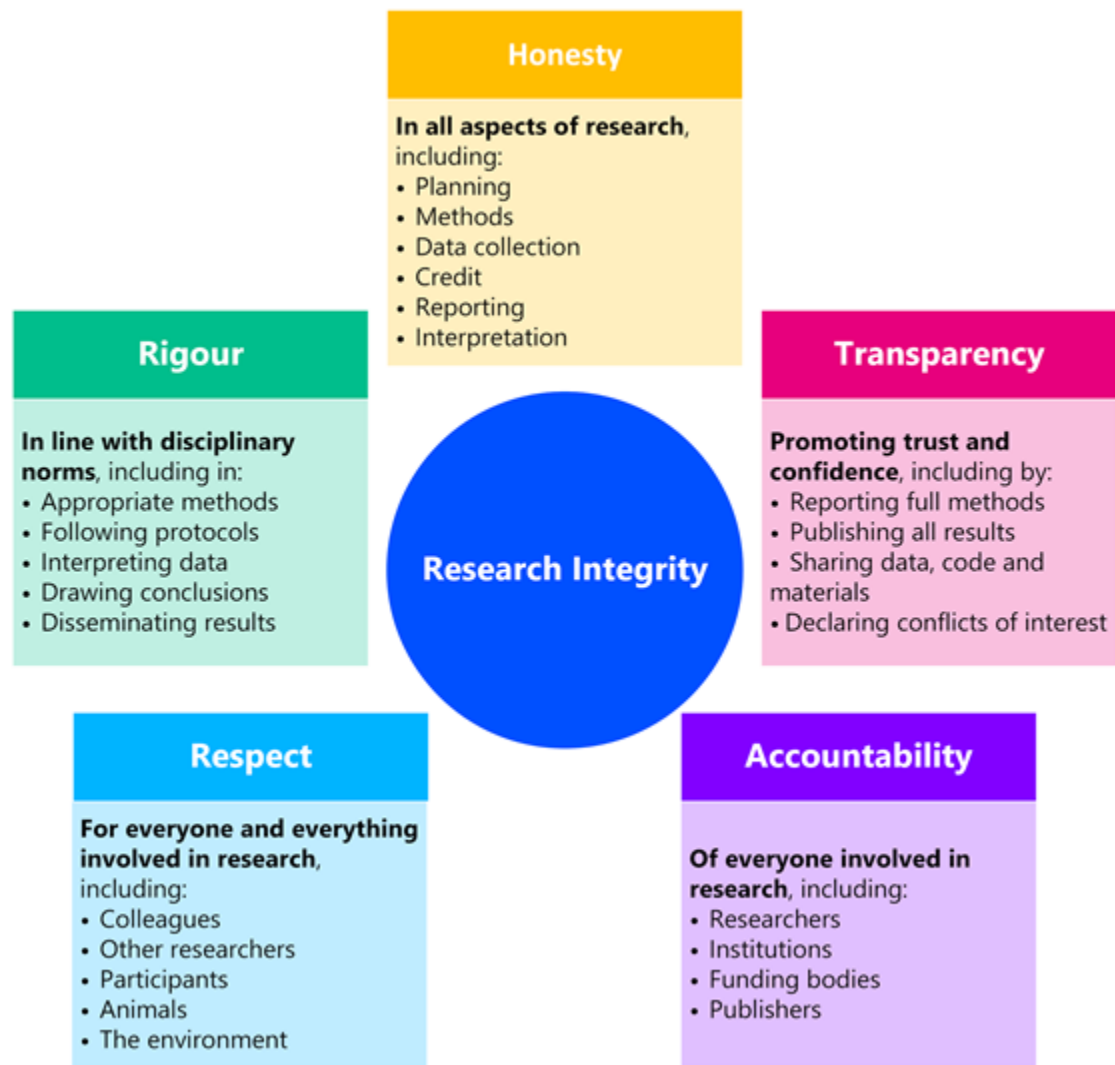 Honesty
In all aspects of research,
including:
• Planning
• Methods
• Data collection
• Credit
• Reporting
• Interpretation
Rigour
In line with disciplinary
norms, including in:
• Appropriate methods
• Following protocols
• Interpreting data
• Drawing conclusions
• Disseminating results
Research Integrity
Transparency
Promoting trust and
confidence, including by:
• Reporting full methods
• Publishing all results
• Sharing data, code and
materials
• Declaring conflicts of interest
Respect
For everyone and everything
involved in research,
including:
• Colleagues
• Other researchers
• Participants
• Animals
• The environment
Accountability
Of everyone involved in
research, including:
• Researchers
• Institutions
• Funding bodies
• Publishers